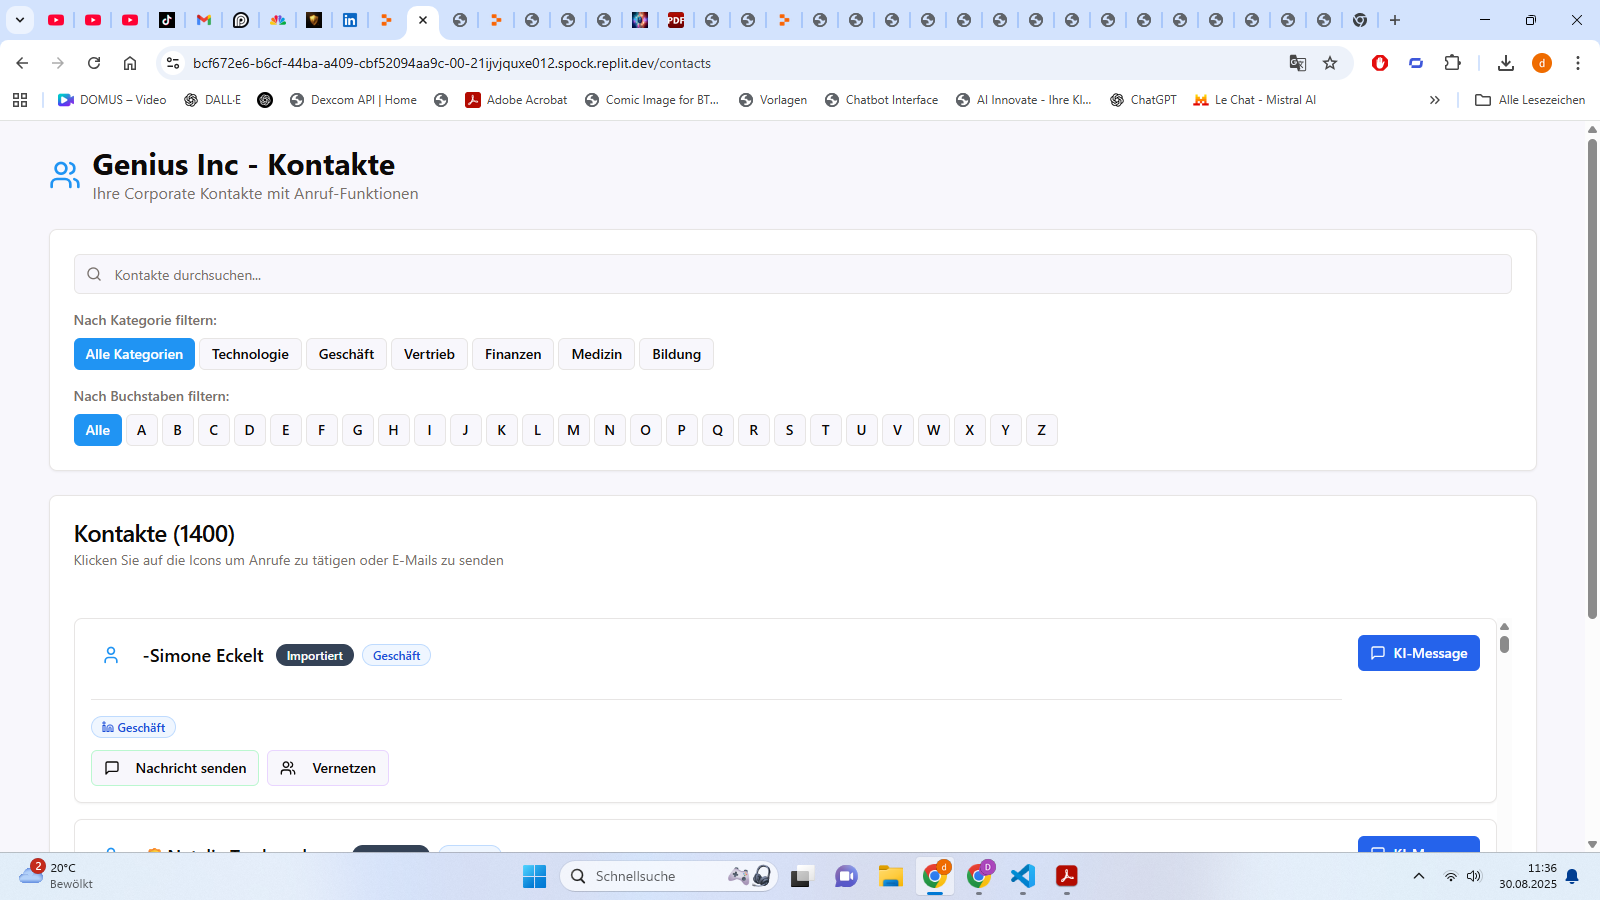 bcf672e6-b6cf-44ba-a409-cbf52094aa9c-00-21ijvjquxe012.spock.replit.dev/contacts
d
DOMUS – Video
DALL·E
Dexcom API | Home
Adobe Acrobat
Comic Image for BT...
Vorlagen
Chatbot Interface
AI Innovate - Ihre KI...
ChatGPT
Le Chat - Mistral AI
Alle Lesezeichen
Genius Inc - Kontakte
Ihre Corporate Kontakte mit Anruf-Funktionen
Kontakte durchsuchen...
Nach Kategorie filtern:
Alle Kategorien Technologie Geschäft Vertrieb Finanzen Medizin Bildung
Nach Buchstaben filtern:
Alle A B C D E F G H I J K L M N O P Q R S T U V W X Y Z
Kontakte (1400)
Klicken Sie auf die Icons um Anrufe zu tätigen oder E-Mails zu senden
-Simone Eckelt Importiert Geschäft KI-Message
Geschäft
Nachricht senden Vernetzen
2
20°C
Bewölkt
Schnellsuche
11:36
30.08.2025